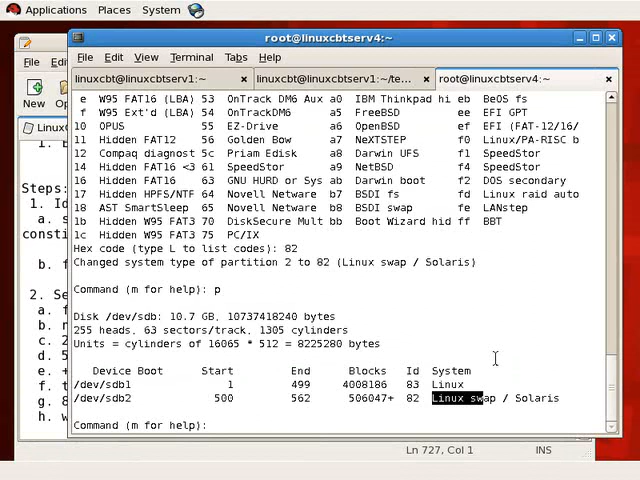 Applications Places System
root@linuxcbtserv4:~
File Edit View Terminal Tabs Help
linuxcbt@linuxcbtserv1:~ linuxcbt@linuxcbtserv1:~/te... root@linuxcbtserv4:~
e W95 FAT16 (LBA) 53 OnTrack DM6 Aux a0 IBM Thinkpad hi eb BeOS fs
f W95 Ext'd (LBA) 54 OnTrackDM6 a5 FreeBSD ee EFI GPT
10 OPUS 55 EZ-Drive a6 OpenBSD ef EFI (FAT-12/16/
11 Hidden FAT12 56 Golden Bow a7 NeXTSTEP f0 Linux/PA-RISC b
12 Compaq diagnost 5c Priam Edisk a8 Darwin UFS f1 SpeedStor
14 Hidden FAT16 <3 61 SpeedStor a9 NetBSD f4 SpeedStor
16 Hidden FAT16 63 GNU HURD or Sys ab Darwin boot f2 DOS secondary
17 Hidden HPFS/NTF 64 Novell Netware b7 BSDI fs fd Linux raid auto
18 AST SmartSleep 65 Novell Netware b8 BSDI swap fe LANstep
1b Hidden W95 FAT3 70 DiskSecure Mult bb Boot Wizard hid ff BBT
1c Hidden W95 FAT3 75 PC/IX
Hex code (type L to list codes): 82
Changed system type of partition 2 to 82 (Linux swap / Solaris)
Command (m for help): p
Disk /dev/sdb: 10.7 GB, 10737418240 bytes
255 heads, 63 sectors/track, 1305 cylinders
Units = cylinders of 16065 * 512 = 8225280 bytes
Device Boot Start End Blocks Id System
/dev/sdb1 1 499 4008186 83 Linux
/dev/sdb2 500 562 506047+ 82 Linux swap / Solaris
Command (m for help):
File
New
LinuxC
1.
Steps:
1. Id
a. s
consti
b. f
2. Se
a. f
b. n
c. 2
d. 5
e. +
f. t
g. f
h. w
Ln 727, Col 1 INS